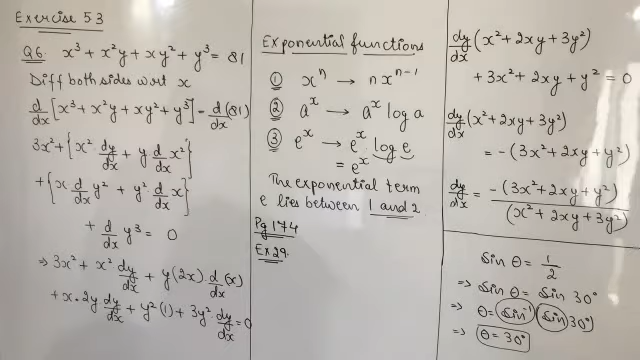 Exercise 5.3
Q6. x³ + x²y + xy² + y³ = 81
Diff both sides wrt x
d/dx [x³ + x²y + xy² + y³] = d/dx (81)
3x² + {x² · dy/dx + y d/dx x²}
+ {x d/dx y² + y² d/dx x}
+ d/dx y³ = 0
⇒ 3x² + x² dy/dx + y(2x) · d/dx (x)
+ x · 2y dy/dx + y²(1) + 3y² · dy/dx = 0
Exponential functions
① xⁿ → n xⁿ⁻¹
② aˣ → aˣ log a
③ eˣ → eˣ log e
= eˣ
The exponential term
e lies between 1 and 2
Pg 174
Ex 29.
dy/dx (x² + 2xy + 3y²)
+ 3x² + 2xy + y² = 0
dy/dx (x² + 2xy + 3y²)
= -(3x² + 2xy + y²)
dy/dx = -(3x² + 2xy + y²)/(x² + 2xy + 3y²)
Sin θ = 1/2
⇒ Sin θ = Sin 30°
⇒ θ = Sin⁻¹ (Sin 30°)
⇒ θ = 30°